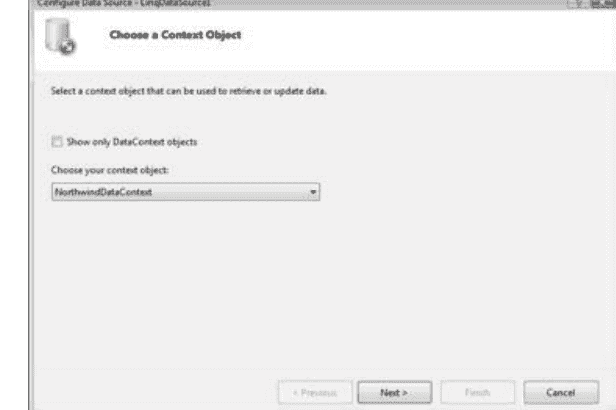 Configure Data Source - LinqDataSource1
Choose a Context Object
Select a context object that can be used to retrieve or update data.
Show only DataContext objects
Choose your context object:
NorthwindDataContext
< Previous
Next >
Finish
Cancel